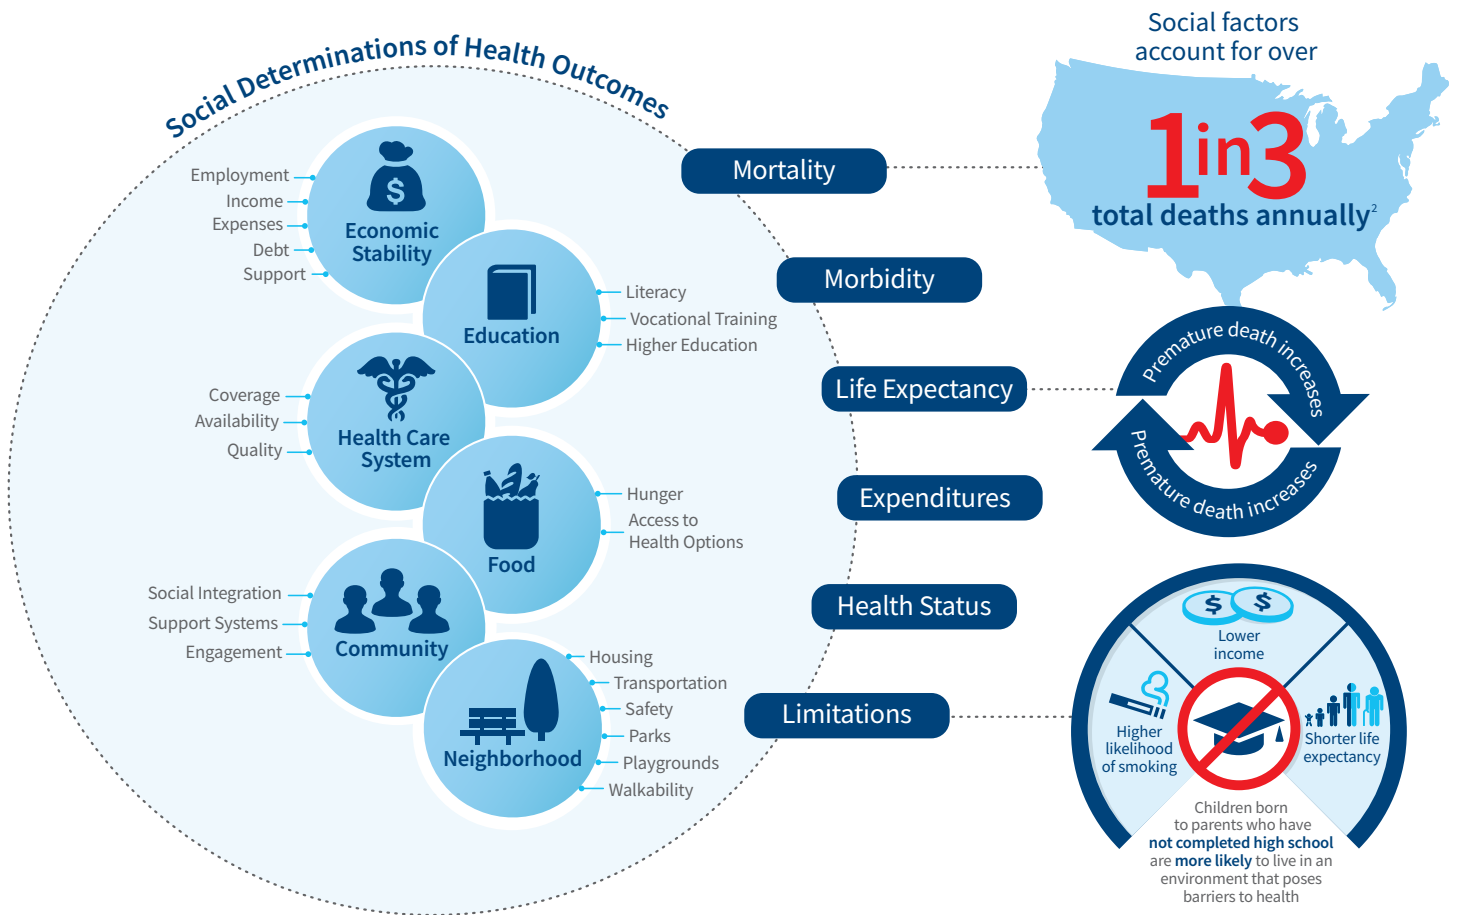 Social Determinations of Health Outcomes
Employment
Income
Expenses
Debt
Support
$
Economic
Stability
Education
Literacy
Vocational Training
Higher Education
Coverage
Availability
Quality
Health Care
System
Food
Hunger
Access to
Health Options
Social Integration
Support Systems
Engagement
Community
Neighborhood
Housing
Transportation
Safety
Parks
Playgrounds
Walkability
Mortality
Morbidity
Life Expectancy
Expenditures
Health Status
Limitations
Social factors
account for over
1in3
total deaths annually²
Premature death increases
Premature death increases
$ $
Lower
income
Higher
likelihood
of smoking
Shorter life
expectancy
Children born
to parents who have
not completed high school
are more likely to live in an
environment that poses
barriers to health